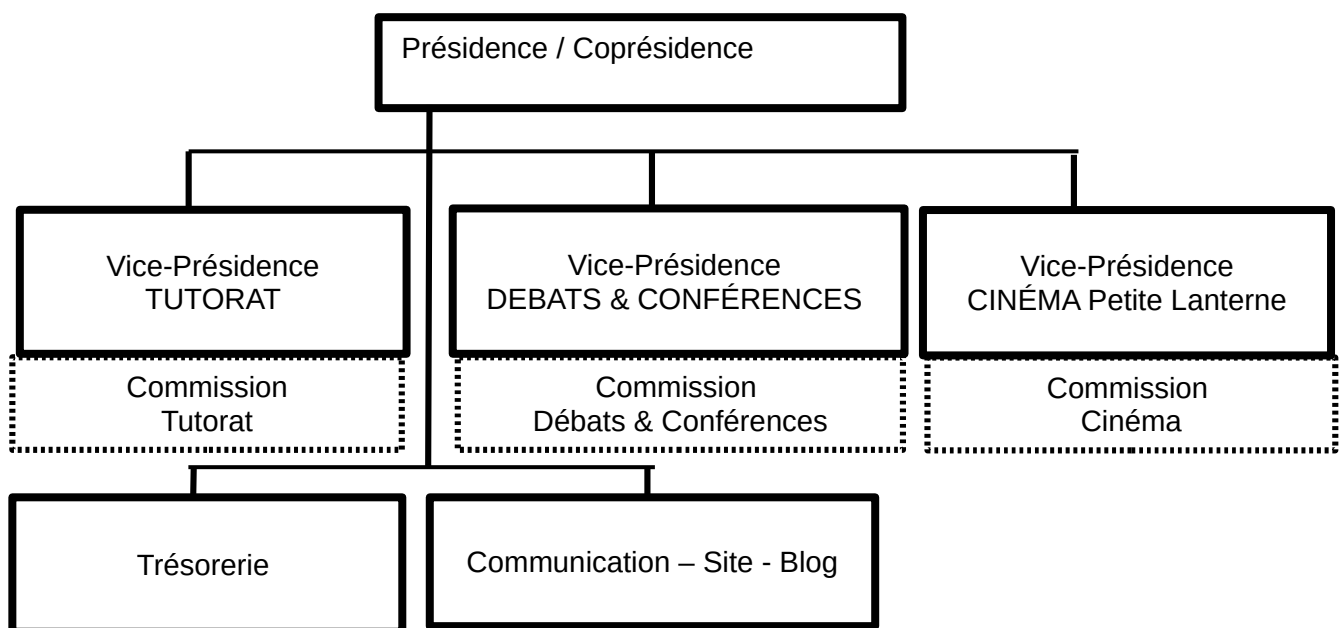 Présidence / Coprésidence
Vice-Présidence
TUTORAT
Vice-Présidence
DEBATS & CONFÉRENCES
Vice-Présidence
CINÉMA Petite Lanterne
Commission
Tutorat
Commission
Débats & Conférences
Commission
Cinéma
Trésorerie
Communication – Site - Blog